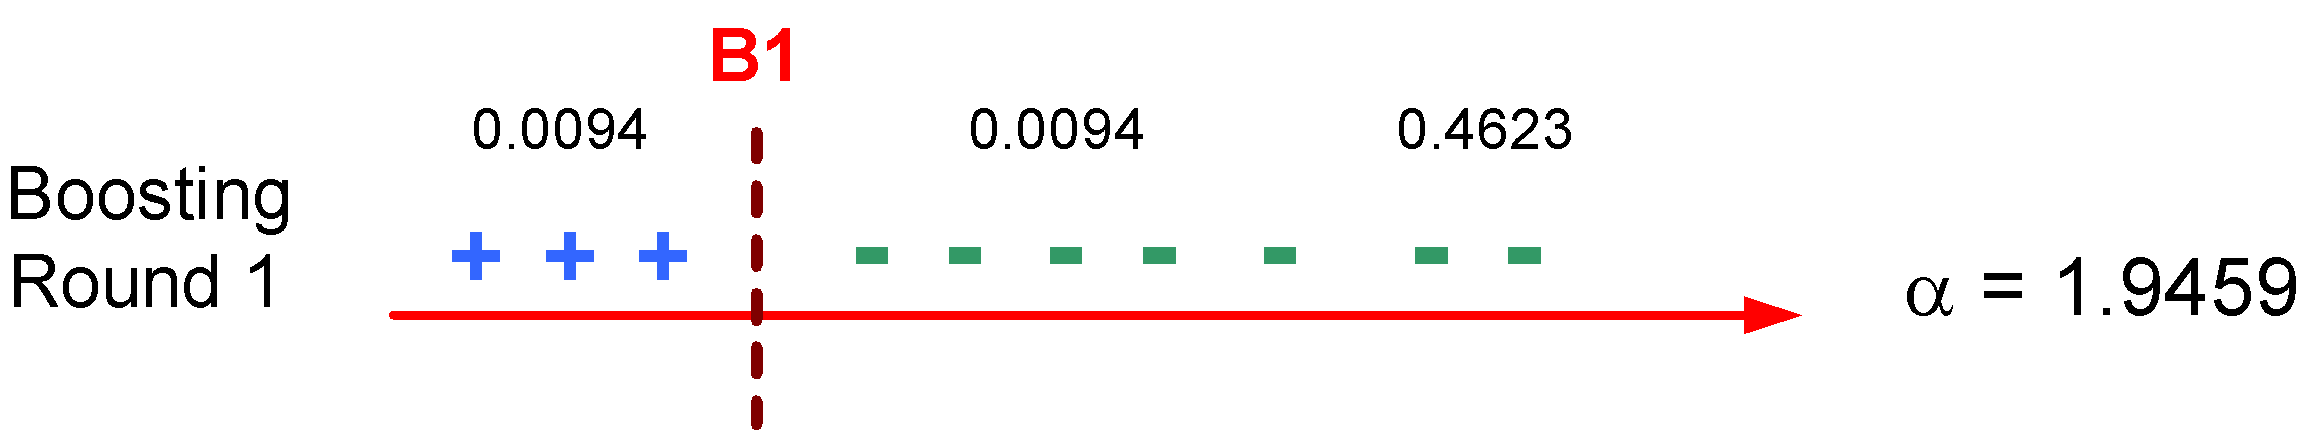 B1
0.0094 0.0094 0.4623
Boosting
Round 1
+ + + - - - - - - -
α = 1.9459